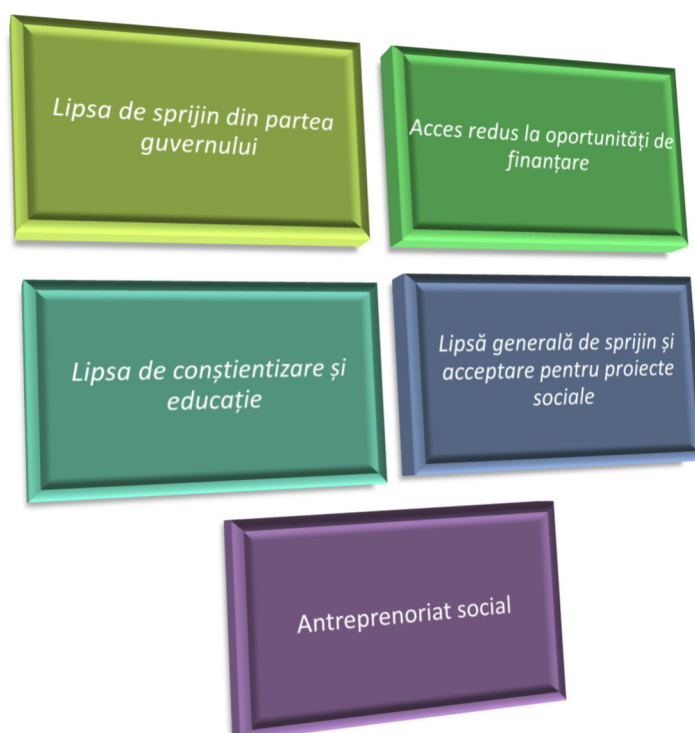 Lipsa de sprijin din partea
guvernului
Acces redus la oportunități de
finanțare
Lipsa de conștientizare și
educație
Lipsă generală de sprijin și
acceptare pentru proiecte
sociale
Antreprenoriat social